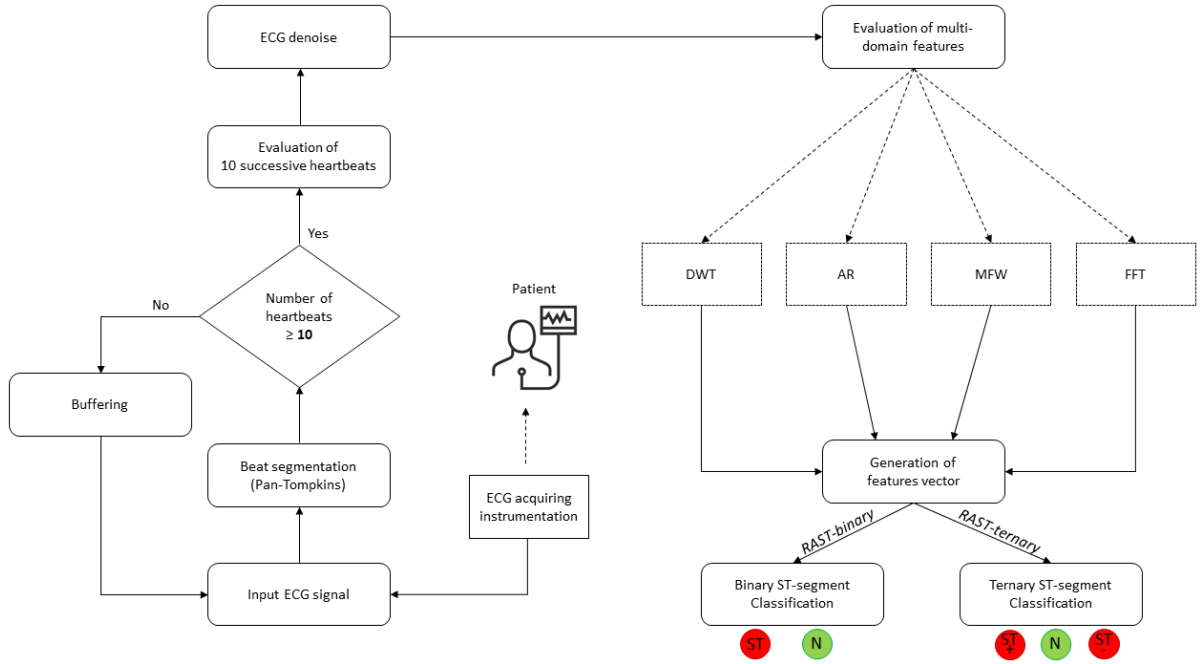 ECG denoise
Evaluation of multi-
domain features
Evaluation of
10 successive heartbeats
Yes
No
Number of
heartbeats
≥ 10
Patient
DWT
AR
MFW
FFT
Buffering
Beat segmentation
(Pan-Tompkins)
ECG acquiring
instrumentation
Generation of
features vector
RAST-binary
RAST-ternary
Input ECG signal
Binary ST-segment
Classification
Ternary ST-segment
Classification
ST
N
ST
+
N
ST
-